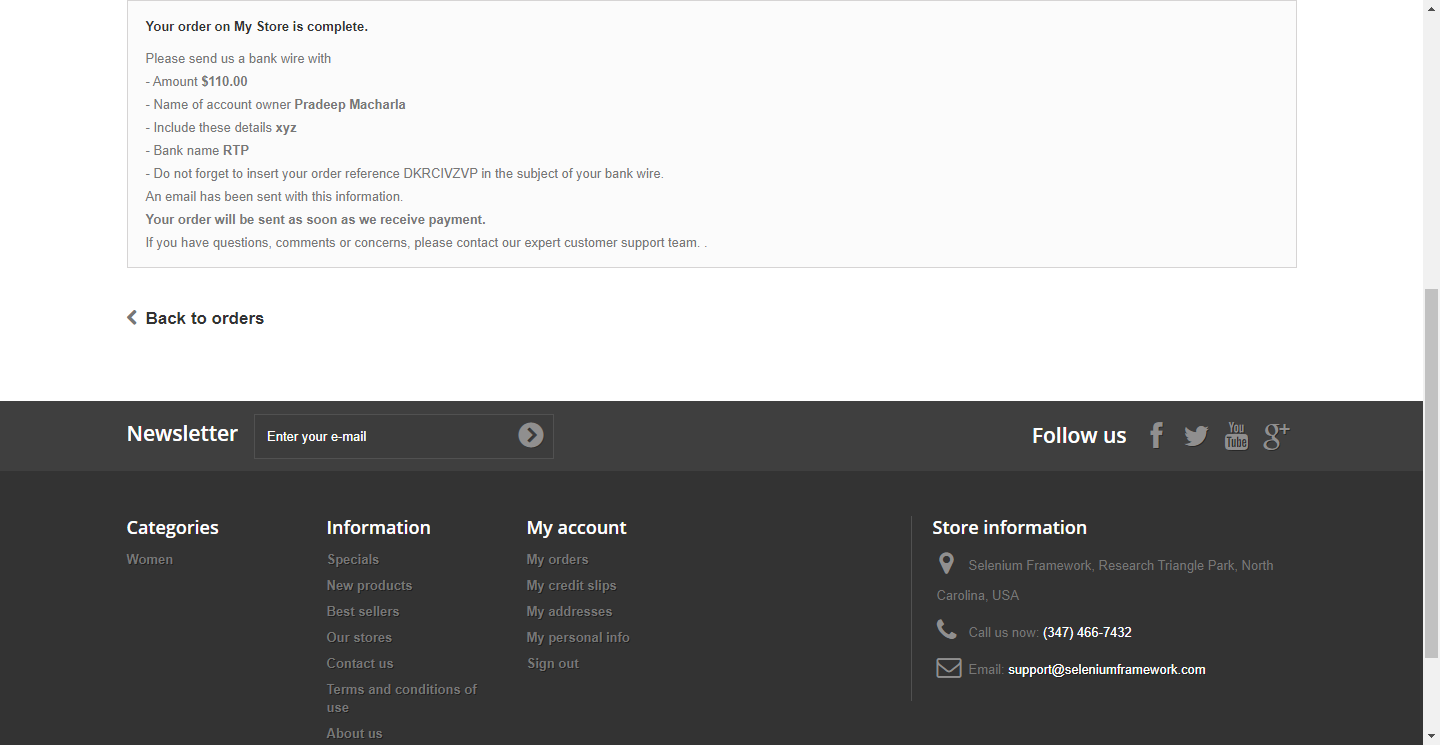 Your order on My Store is complete.
Please send us a bank wire with
- Amount $110.00
- Name of account owner Pradeep Macharla
- Include these details xyz
- Bank name RTP
- Do not forget to insert your order reference DKRCIVZVP in the subject of your bank wire.
An email has been sent with this information.
Your order will be sent as soon as we receive payment.
If you have questions, comments or concerns, please contact our expert customer support team. .
Back to orders
Newsletter
Enter your e-mail
Follow us
You
Tube
g+
Categories
Women
Information
Specials
New products
Best sellers
Our stores
Contact us
Terms and conditions of
use
About us
My account
My orders
My credit slips
My addresses
My personal info
Sign out
Store information
Selenium Framework, Research Triangle Park, North
Carolina, USA
Call us now: (347) 466-7432
Email: support@seleniumframework.com